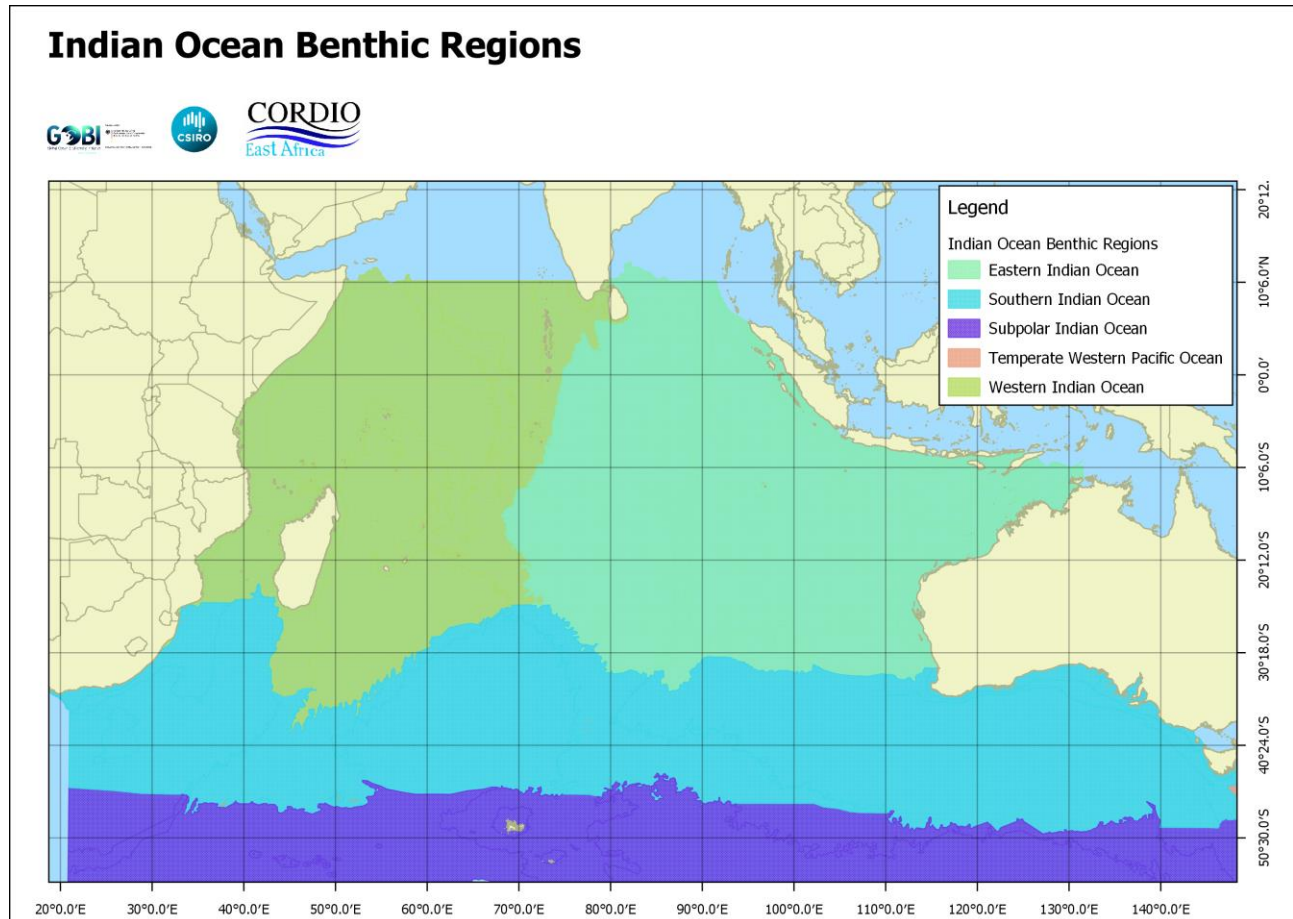 Indian Ocean Benthic Regions
GOBI
CSIRO
CORDIO
East Africa
Legend
Indian Ocean Benthic Regions
Eastern Indian Ocean
Southern Indian Ocean
Subpolar Indian Ocean
Temperate Western Pacific Ocean
Western Indian Ocean
20°12.
10°6.0'N
0°0.0'
10°6.0'S
20°12.0'S
30°18.0'S
40°24.0'S
50°30.0'S
20°0.0'E 30°0.0'E 40°0.0'E 50°0.0'E 60°0.0'E 70°0.0'E 80°0.0'E 90°0.0'E 100°0.0'E 110°0.0'E 120°0.0'E 130°0.0'E 140°0.0'E